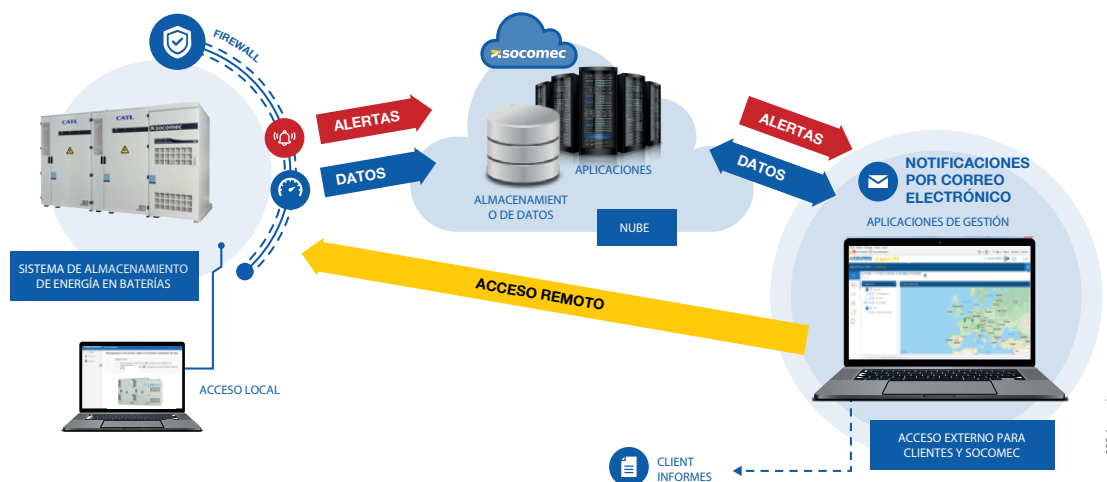 FIREWALL
socomec
CATL
CATL
socomec
ALERTAS
DATOS
ALMACENAMIENT
O DE DATOS
APLICACIONES
NUBE
ALERTAS
DATOS
NOTIFICACIONES
POR CORREO
ELECTRÓNICO
APLICACIONES DE GESTIÓN
SISTEMA DE ALMACENAMIENTO
DE ENERGÍA EN BATERÍAS
ACCESO REMOTO
ACCESO LOCAL
ACCESO EXTERNO PARA
CLIENTES Y SOCOMEC
CLIENT
INFORMES